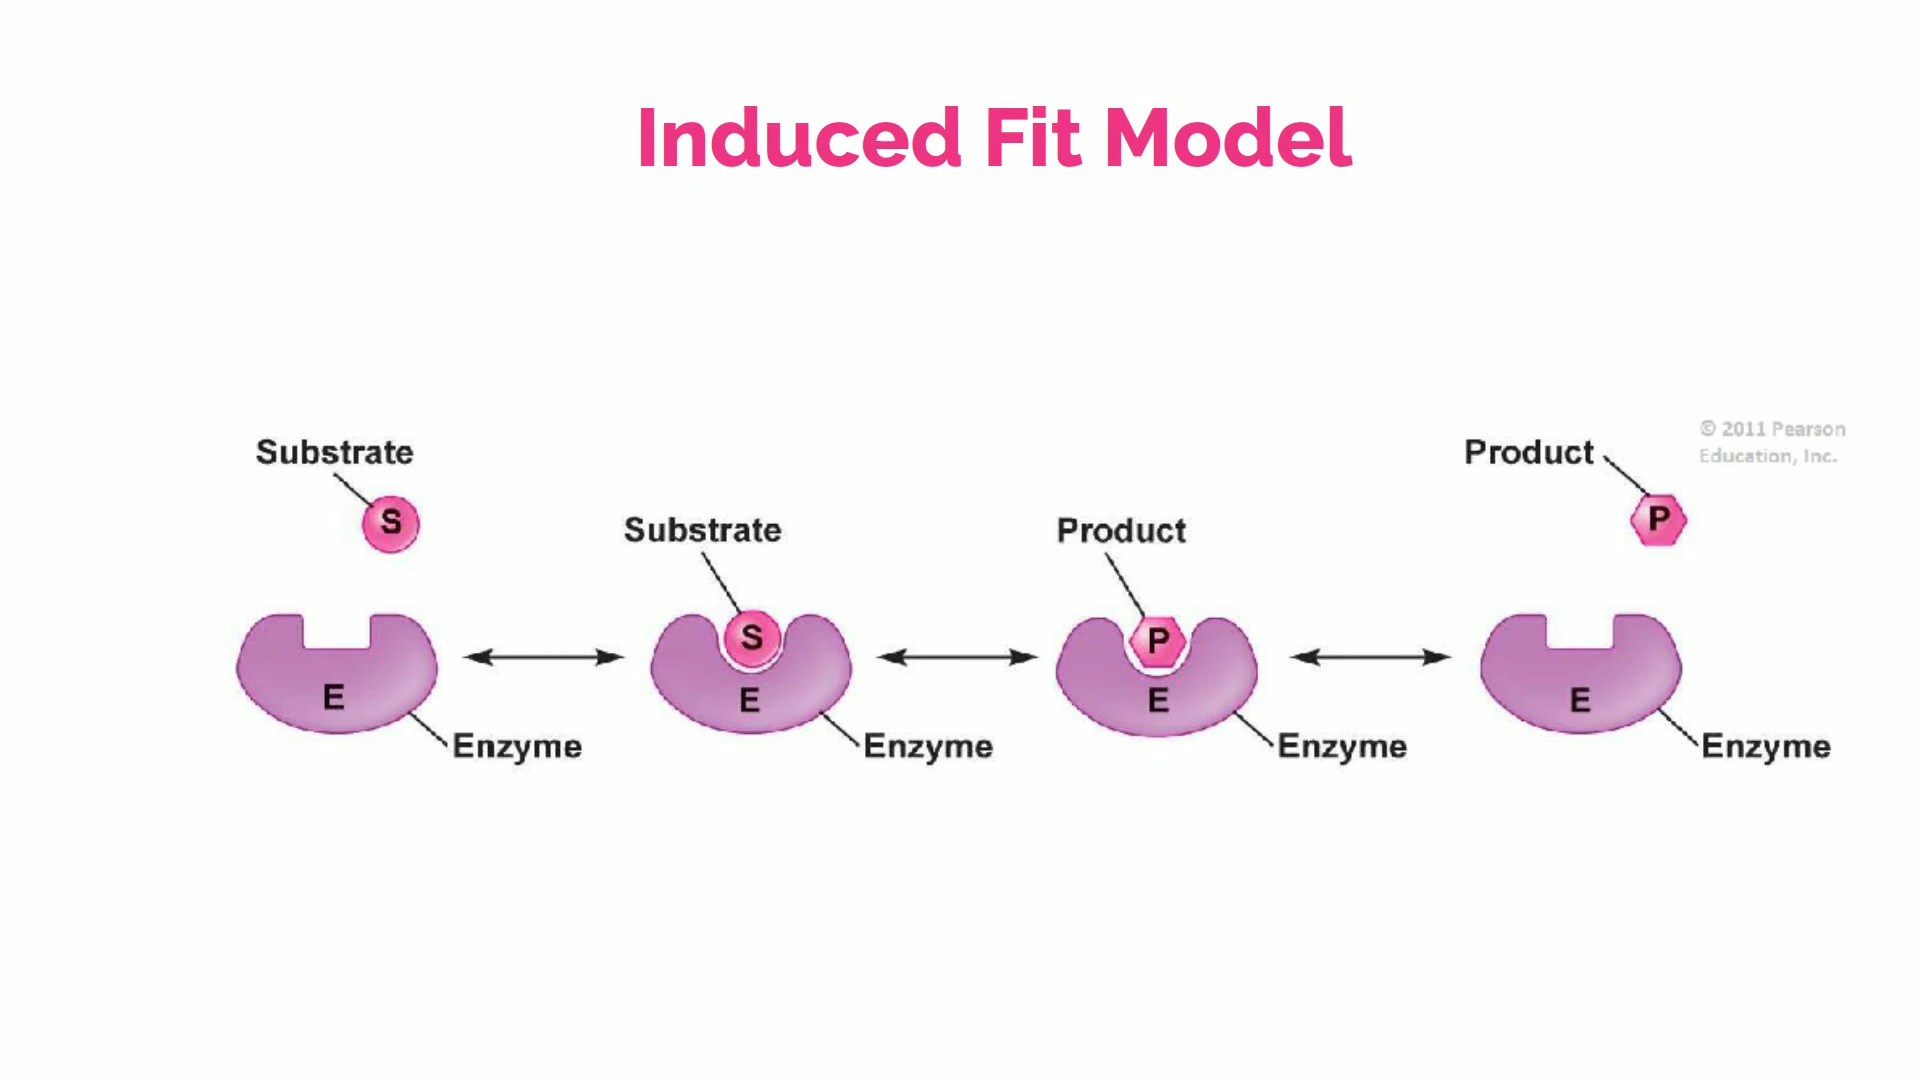 Induced Fit Model
Substrate
S
E
Enzyme
Substrate
S
E
Enzyme
Product
P
E
Enzyme
Product
P
E
Enzyme
© 2011 Pearson
Education, Inc.